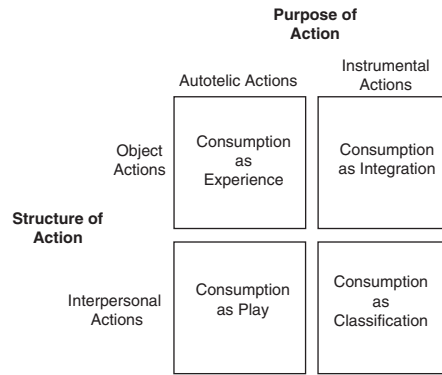 Purpose of
Action
Autotelic Actions
Instrumental
Actions
Object
Actions
Consumption
as
Experience
Consumption
as Integration
Structure of
Action
Interpersonal
Actions
Consumption
as Play
Consumption
as
Classification